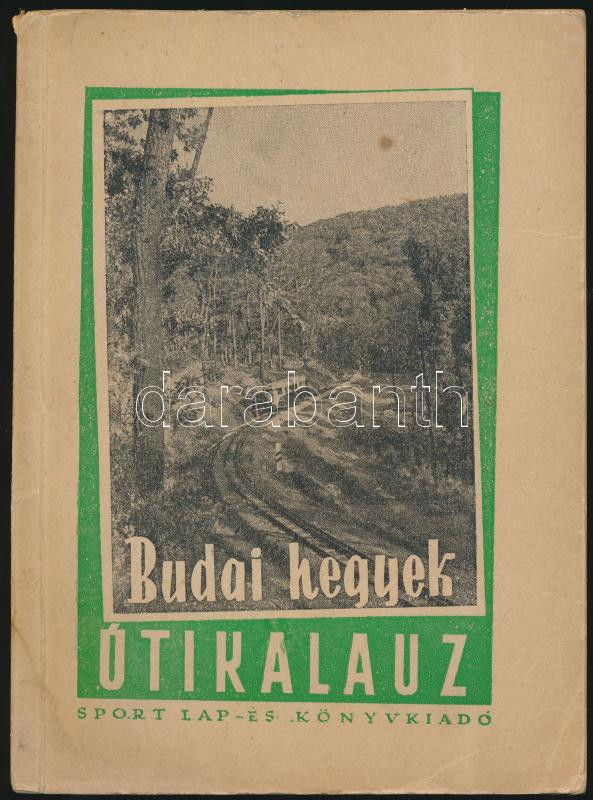 darabanth
Budai hegyek
ÚTIKALAUZ
SPORT LAP-ÉS KÖNYVKIADÓ